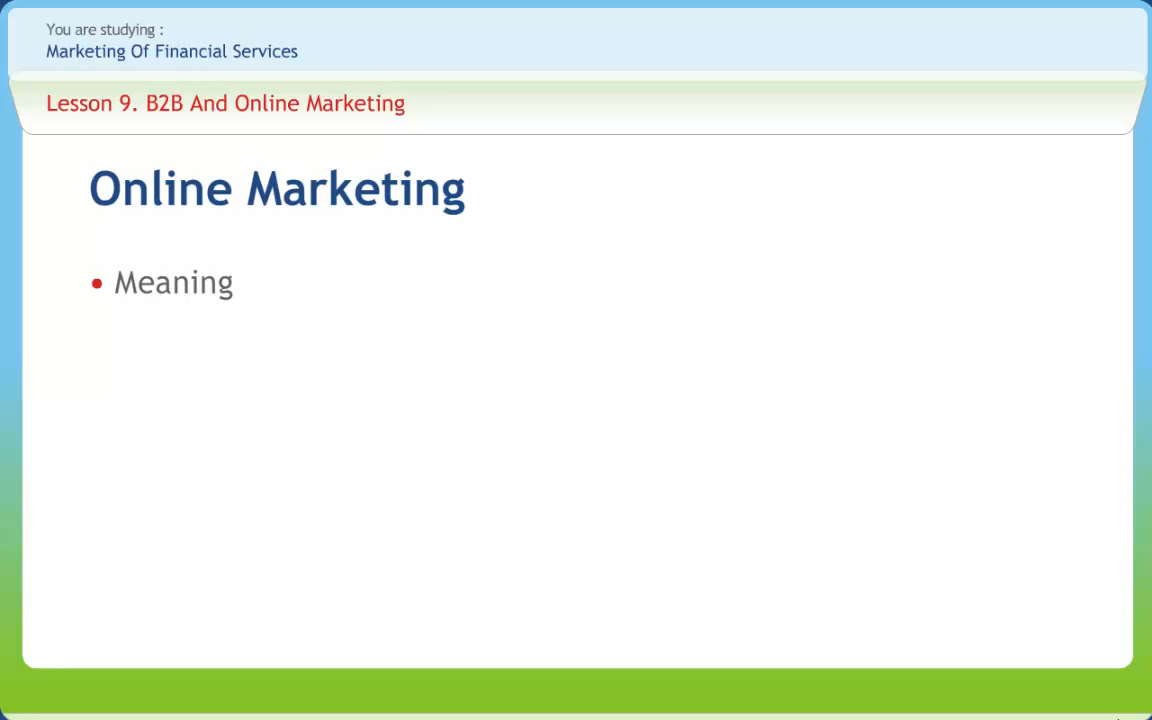 You are studying :
Marketing Of Financial Services
Lesson 9. B2B And Online Marketing
Online Marketing
• Meaning